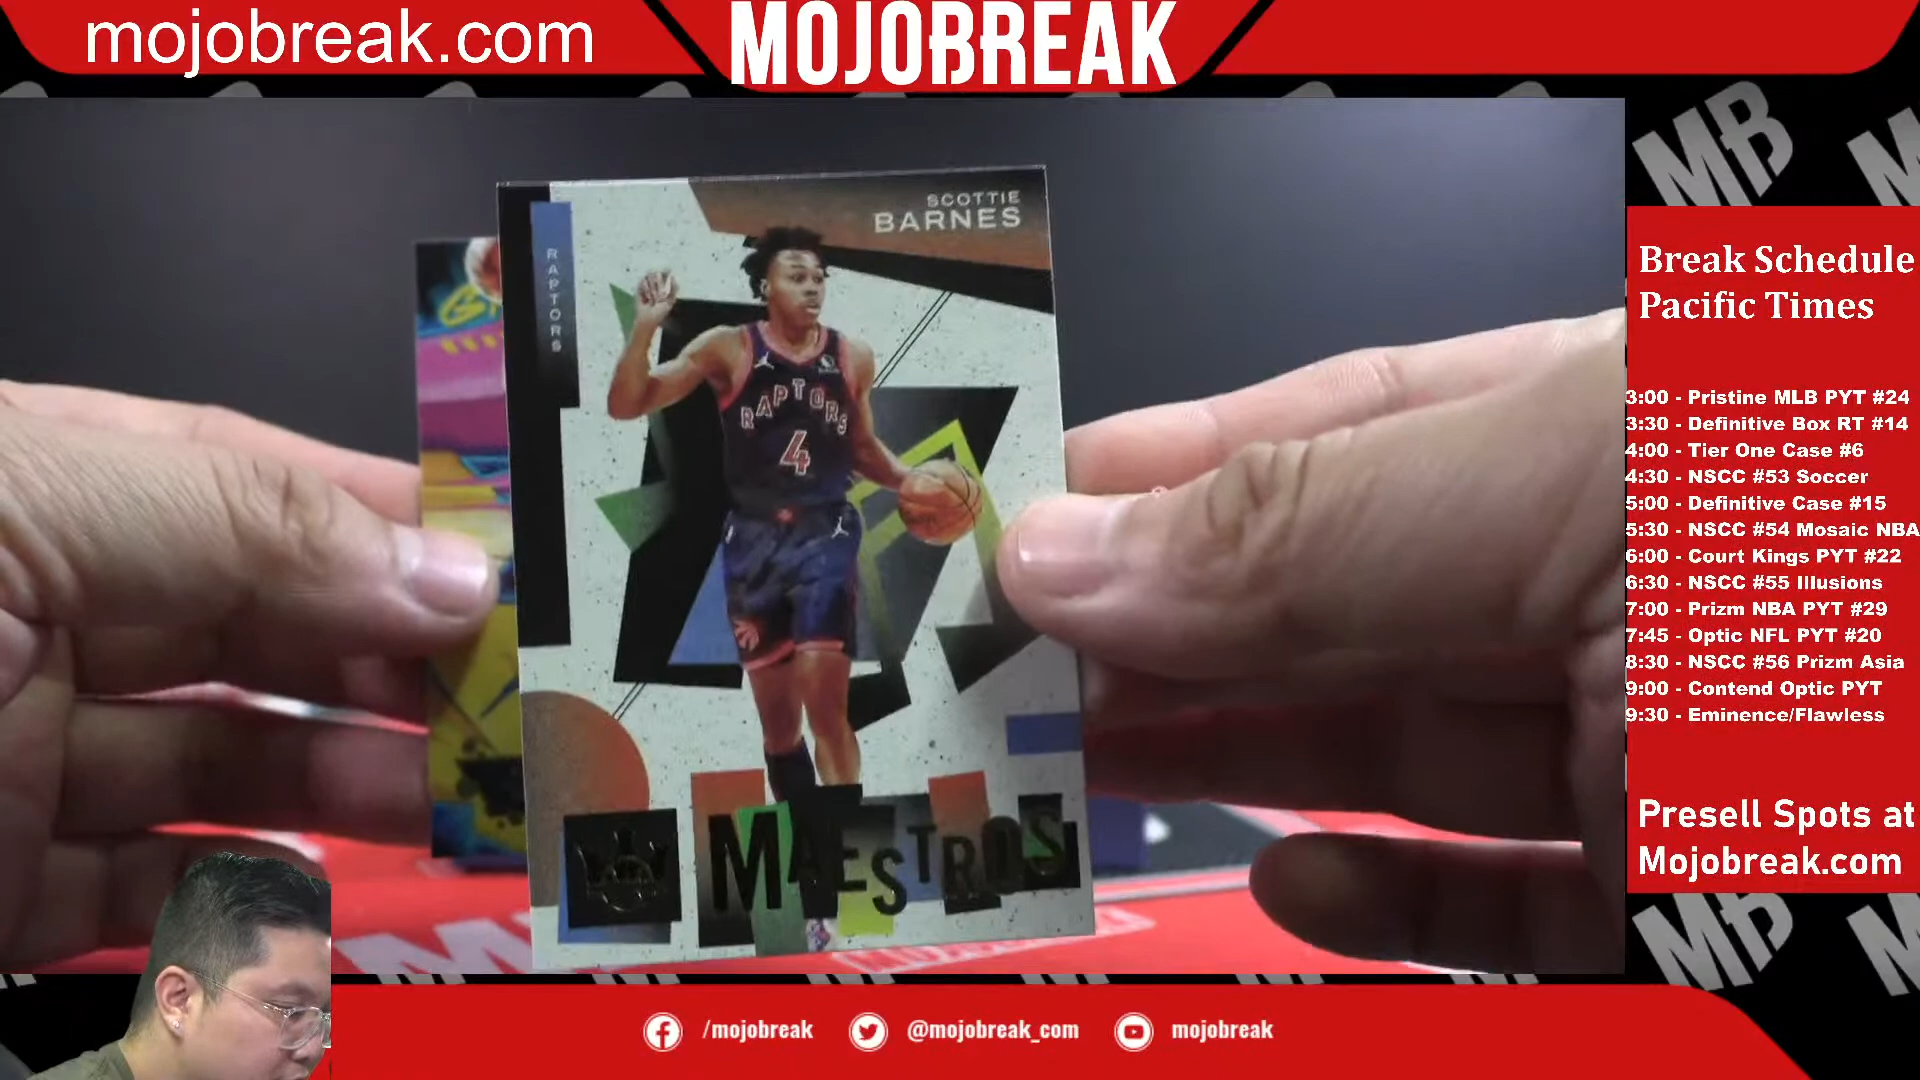 mojobreak.com
MOJOBREAK
SCOTTIE
BARNES
RAPTORS
RAPTORS
4
MAESTROS
Break Schedule
Pacific Times
3:00 - Pristine MLB PYT #24
3:30 - Definitive Box RT #14
4:00 - Tier One Case #6
4:30 - NSCC #53 Soccer
5:00 - Definitive Case #15
5:30 - NSCC #54 Mosaic NBA
6:00 - Court Kings PYT #22
6:30 - NSCC #55 Illusions
7:00 - Prizm NBA PYT #29
7:45 - Optic NFL PYT #20
8:30 - NSCC #56 Prizm Asia
9:00 - Contend Optic PYT
9:30 - Eminence/Flawless
Presell Spots at
Mojobreak.com
MB
MB
/mojobreak
@mojobreak_com
mojobreak